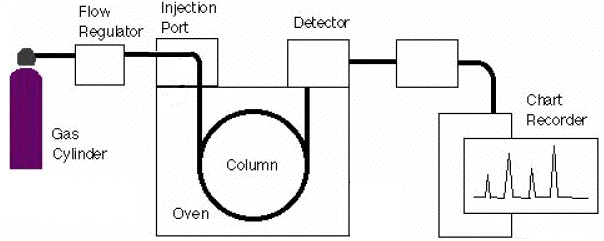 Flow
Regulator
Injection
Port
Detector
Gas
Cylinder
Column
Oven
Chart
Recorder